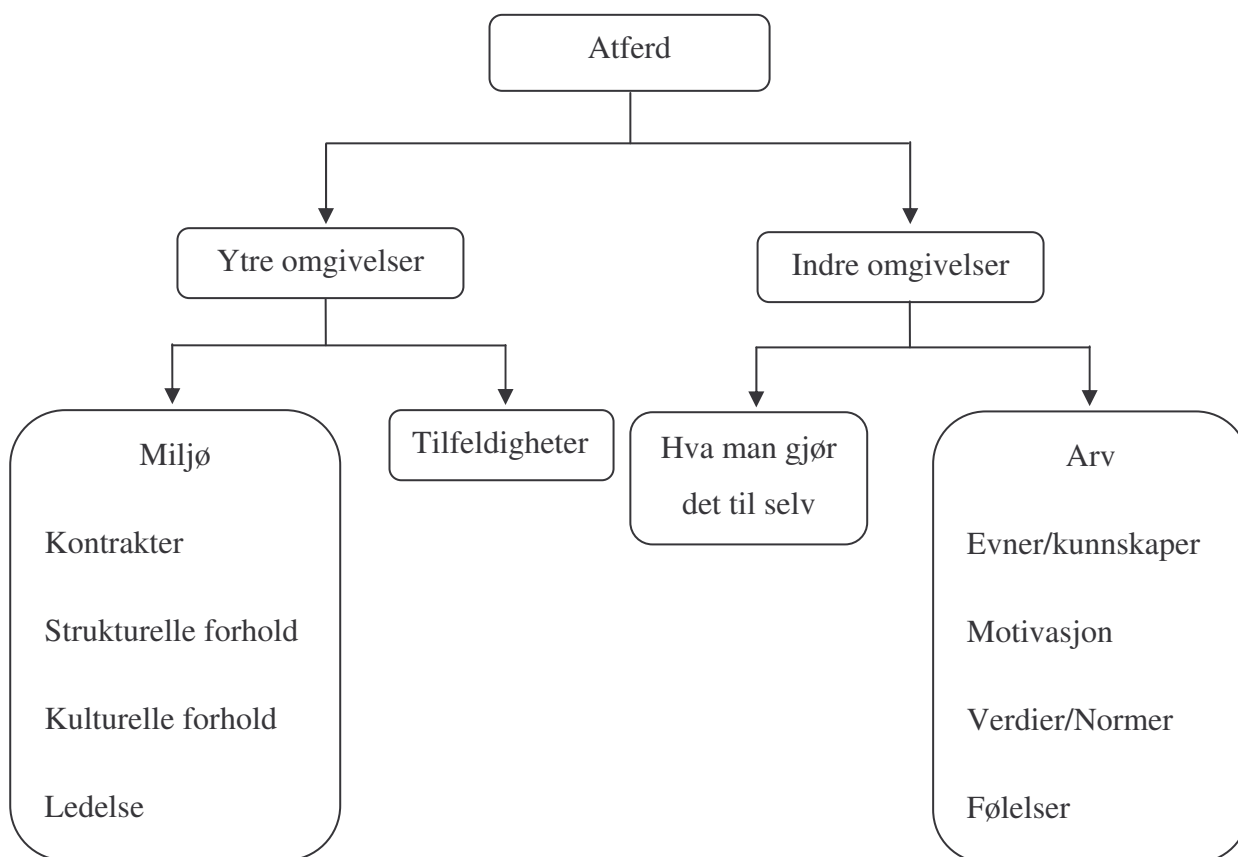 Atferd
Ytre omgivelser
Indre omgivelser
Miljø
Kontrakter
Strukturelle forhold
Kulturelle forhold
Ledelse
Tilfeldigheter
Hva man gjør
det til selv
Arv
Evner/kunnskaper
Motivasjon
Verdier/Normer
Følelser